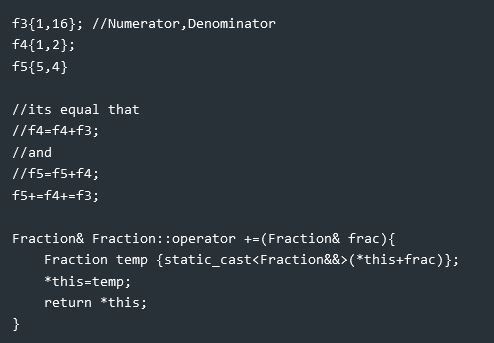 f3{1,16}; //Numerator,Denominator
f4{1,2};
f5{5,4}
//its equal that
//f4=f4+f3;
//and
//f5=f5+f4;
f5+=f4+=f3;
Fraction& Fraction::operator +=(Fraction& frac){
    Fraction temp {static_cast<Fraction&&>(*this+frac)};
    *this=temp;
    return *this;
}